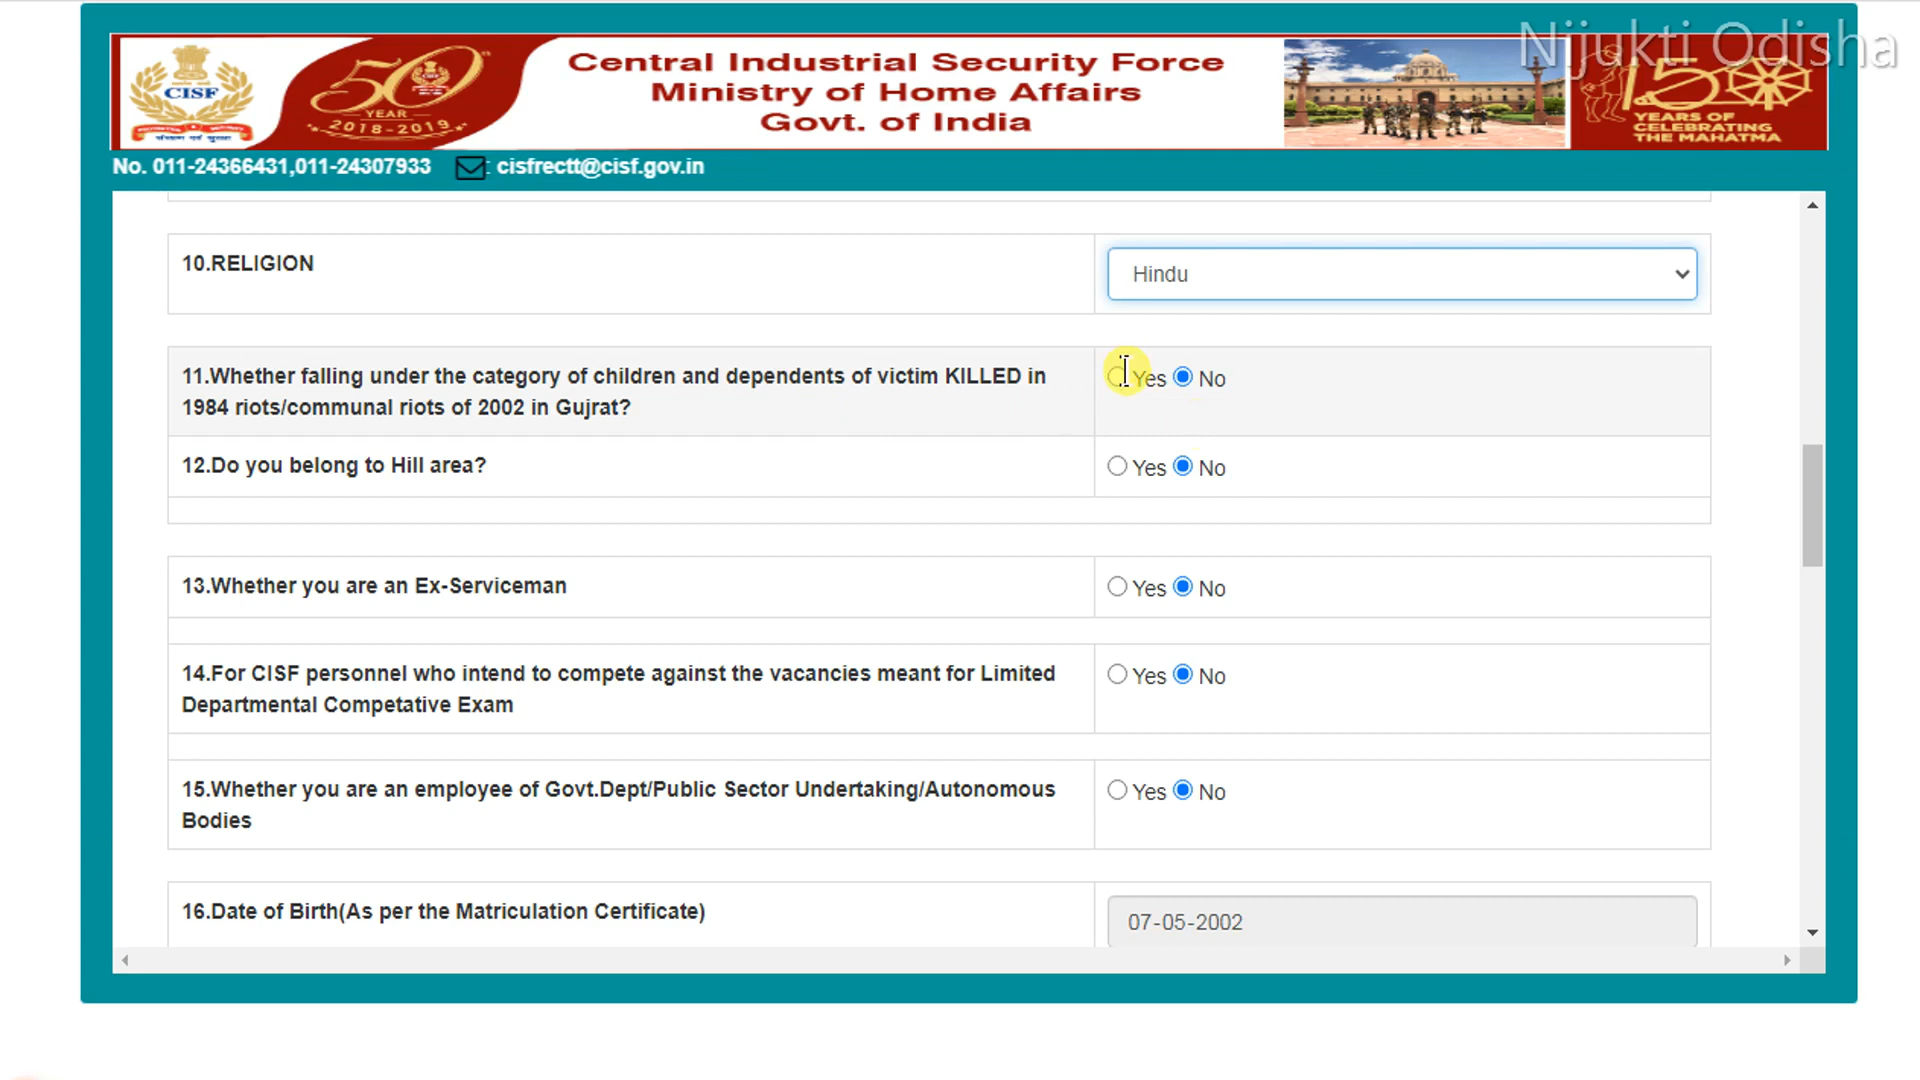 Nijukti Odisha
CISF
50
YEAR
2018-2019
Central Industrial Security Force
Ministry of Home Affairs
Govt. of India
150
YEARS OF
CELEBRATING
THE MAHATMA
No. 011-24366431,011-24307933 : cisfrectt@cisf.gov.in
10.RELIGION
Hindu
11.Whether falling under the category of children and dependents of victim KILLED in
1984 riots/communal riots of 2002 in Gujrat?
Yes No
12.Do you belong to Hill area?
Yes No
13.Whether you are an Ex-Serviceman
Yes No
14.For CISF personnel who intend to compete against the vacancies meant for Limited
Departmental Competative Exam
Yes No
15.Whether you are an employee of Govt.Dept/Public Sector Undertaking/Autonomous
Bodies
Yes No
16.Date of Birth(As per the Matriculation Certificate)
07-05-2002